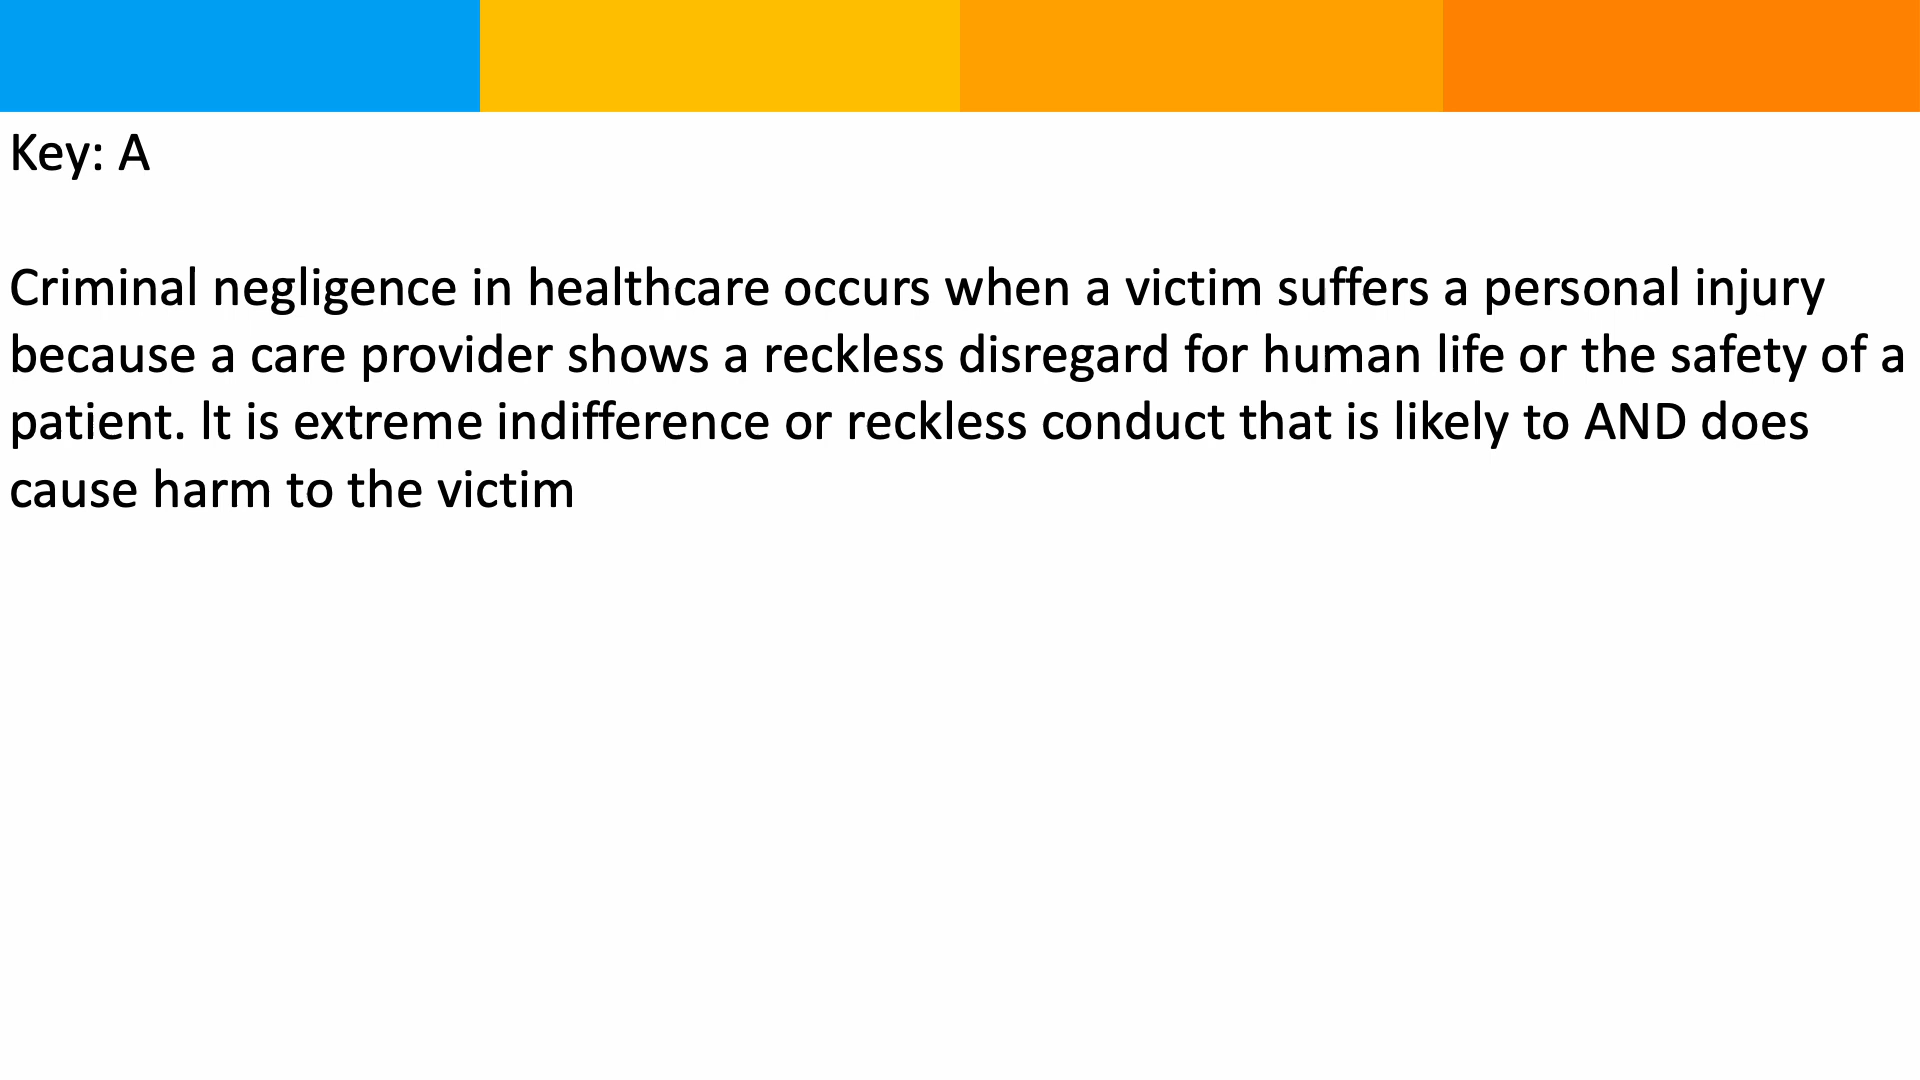 Key: A
Criminal negligence in healthcare occurs when a victim suffers a personal injury
because a care provider shows a reckless disregard for human life or the safety of a
patient. It is extreme indifference or reckless conduct that is likely to AND does
cause harm to the victim